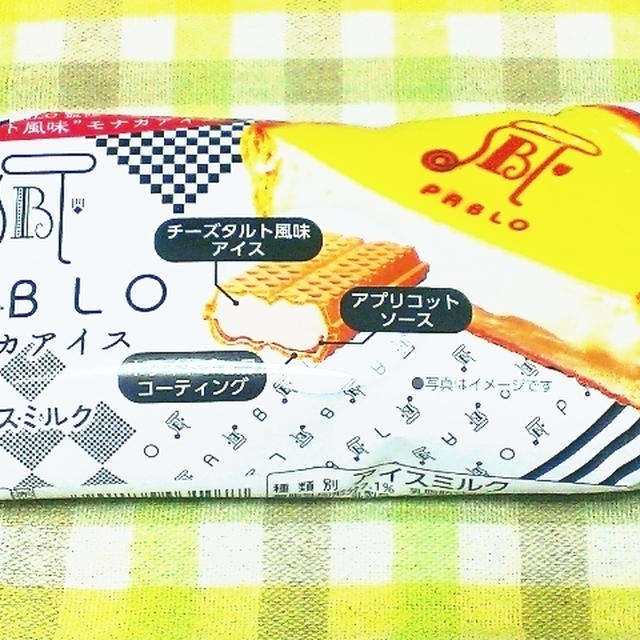 ト風味"モナカアイス
PABLO
BLO
カアイス
チーズタルト風味
アイス
アプリコット
ソース
コーティング
●写真はイメージです
ス・ミルク
種類別 アイスミルク